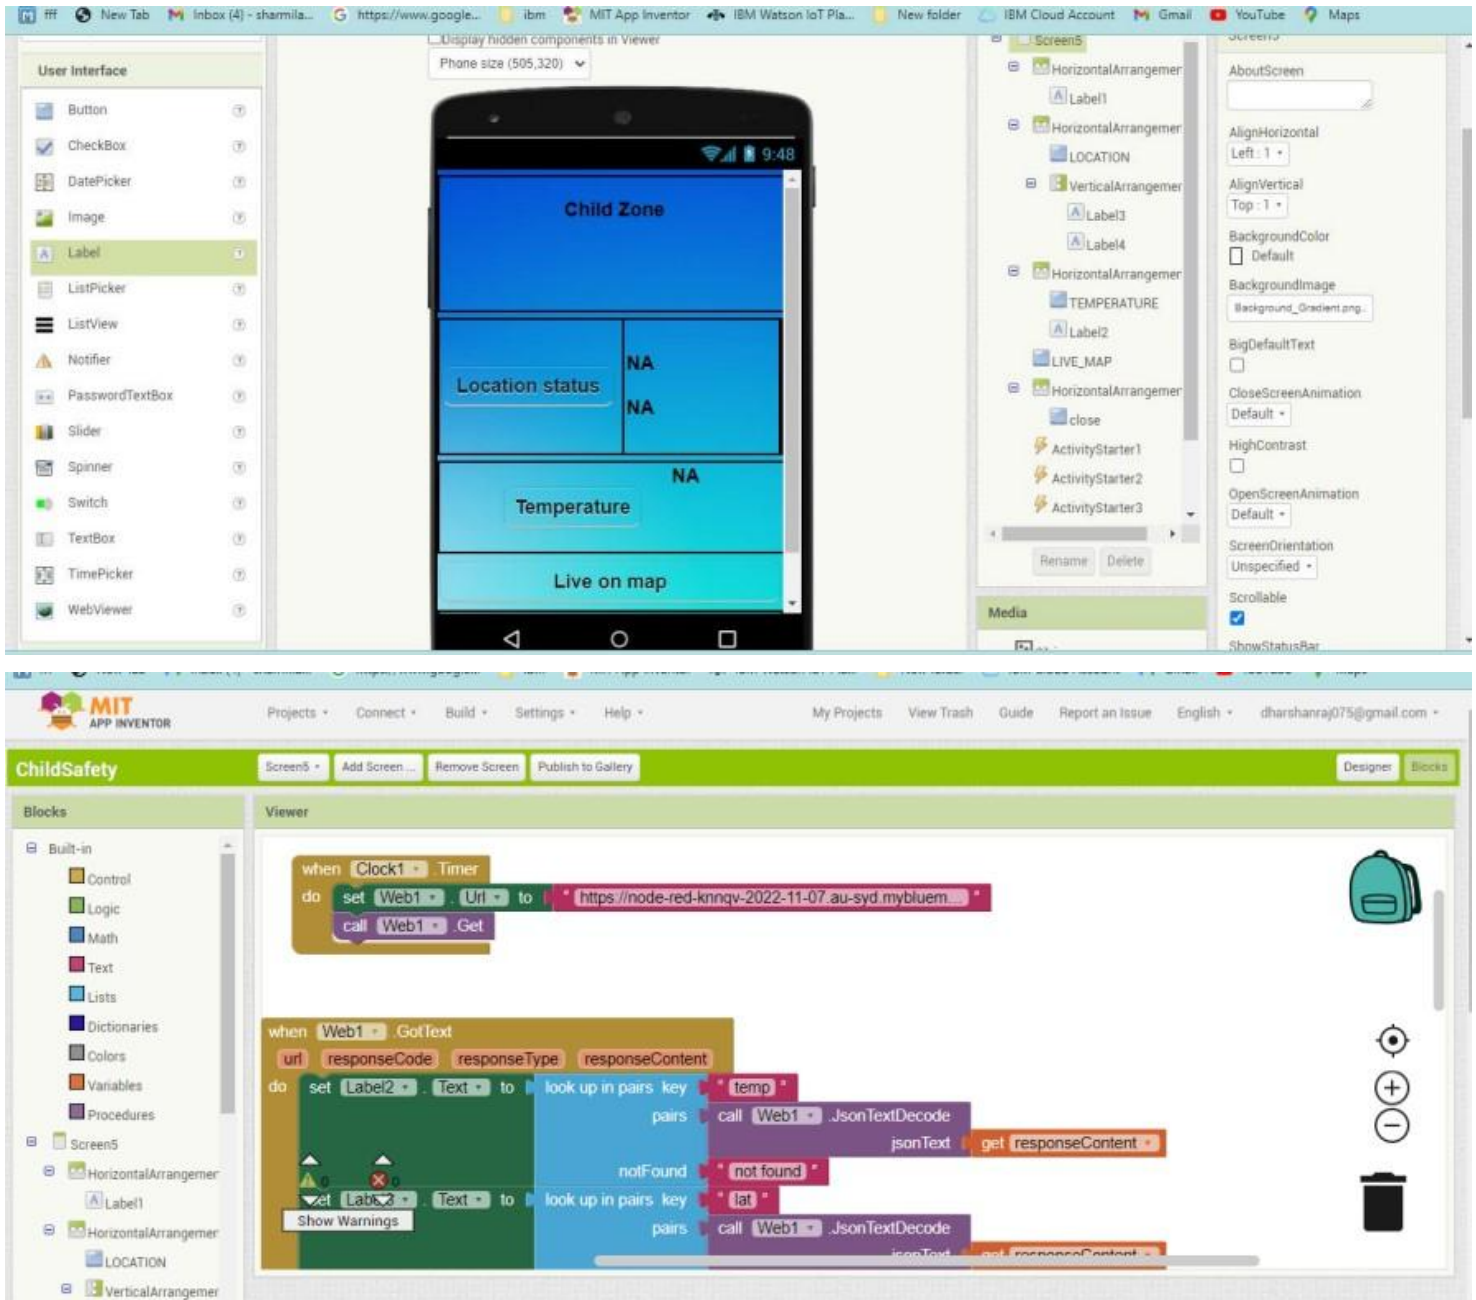 fff New Tab Inbox (4) - sharmila... https://www.google... ibm MIT App Inventor IBM Watson IoT Pla... New folder IBM Cloud Account Gmail YouTube Maps
Display hidden components in Viewer
Phone size (505,320)
User Interface
Button
CheckBox
DatePicker
Image
Label
ListPicker
ListView
Notifier
PasswordTextBox
Slider
Spinner
Switch
TextBox
TimePicker
WebViewer
9:48
Child Zone
Location status
NA
NA
NA
Temperature
Live on map
Screen5
HorizontalArrangemer
Label1
HorizontalArrangemer
LOCATION
VerticalArrangemer
Label3
Label4
HorizontalArrangemer
TEMPERATURE
Label2
LIVE_MAP
HorizontalArrangemer
close
ActivityStarter1
ActivityStarter2
ActivityStarter3
Rename Delete
Media
Screen5
AboutScreen
AlignHorizontal
Left : 1
AlignVertical
Top : 1
BackgroundColor
Default
BackgroundImage
Background_Gradient.png...
BigDefaultText
CloseScreenAnimation
Default
HighContrast
OpenScreenAnimation
Default
ScreenOrientation
Unspecified
Scrollable
ShowStatusBar
MIT
APP INVENTOR
Projects Connect Build Settings Help My Projects View Trash Guide Report an Issue English dharshanraj075@gmail.com
ChildSafety Screen5 Add Screen ... Remove Screen Publish to Gallery Designer Blocks
Blocks
Viewer
Built-in
Control
Logic
Math
Text
Lists
Dictionaries
Colors
Variables
Procedures
Screen5
HorizontalArrangemer
Label1
HorizontalArrangemer
LOCATION
VerticalArrangemer
when Clock1 .Timer
do set Web1 . Url to " https://node-red-knnqv-2022-11-07.au-syd.mybluem... "
call Web1 .Get
when Web1 .GotText
url responseCode responseType responseContent
do set Label2 . Text to look up in pairs key " temp "
pairs call Web1 .JsonTextDecode
jsonText get responseContent
notFound " not found "
set Label3 . Text to look up in pairs key " lat "
pairs call Web1 .JsonTextDecode
jsonText get responseContent
0 0
Show Warnings